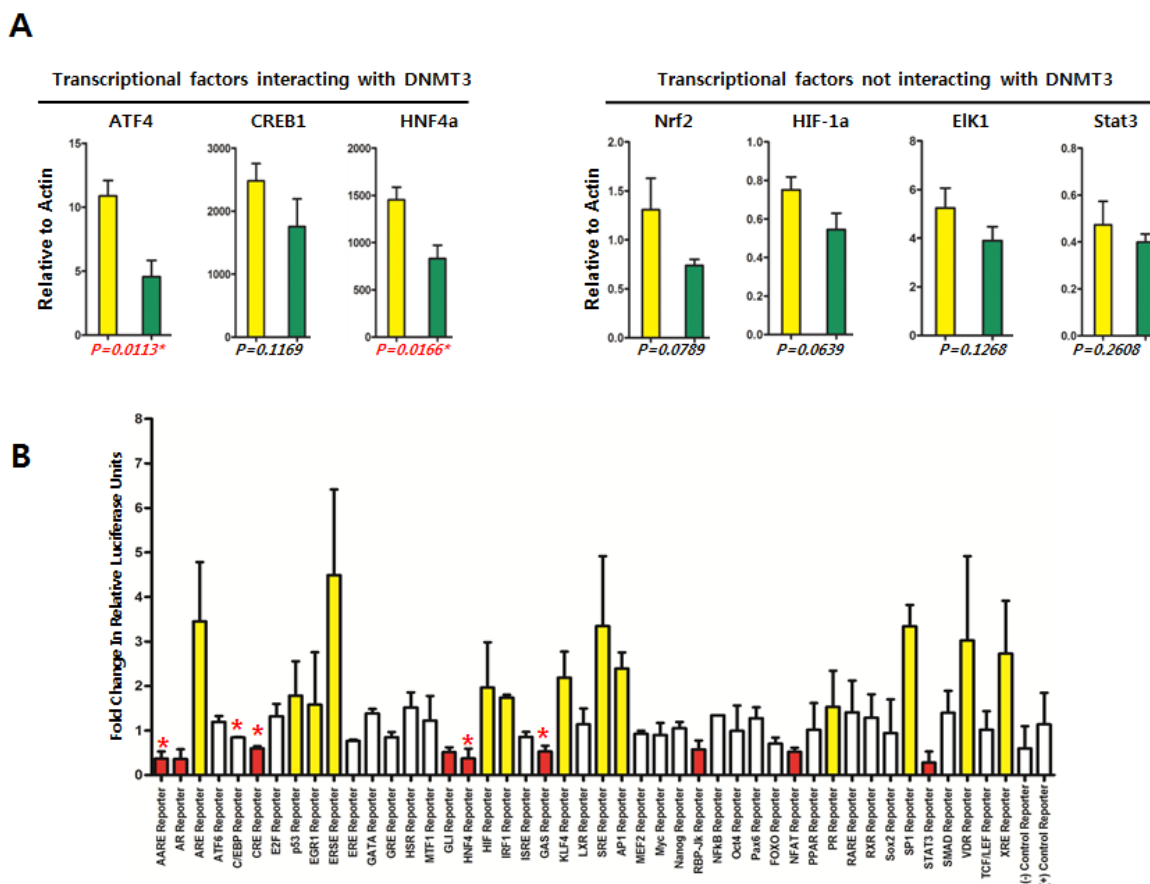 A
Transcriptional factors interacting with DNMT3
Transcriptional factors not interacting with DNMT3
ATF4
CREB1
HNF4a
Nrf2
HIF-1a
ElK1
Stat3
Relative to Actin
15
10
5
0
3000
2000
1000
0
2000
1500
1000
500
0
Relative to Actin
2.0
1.5
1.0
0.5
0.0
1.0
0.8
0.6
0.4
0.2
0.0
8
6
4
2
0
0.8
0.6
0.4
0.2
0.0
P=0.0113*
P=0.1169
P=0.0166*
P=0.0789
P=0.0639
P=0.1268
P=0.2608
B
Fold Change In Relative Luciferase Units
8
7
6
5
4
3
2
1
0
*
*
*
*
*
AARE Reporter
AR Reporter
ARE Reporter
ATF6 Reporter
C/EBP Reporter
CRE Reporter
E2F Reporter
p53 Reporter
EGR1 Reporter
ERSE Reporter
ERE Reporter
GATA Reporter
GRE Reporter
HSR Reporter
MTF1 Reporter
GLI Reporter
HNF4 Reporter
HIF Reporter
IRF1 Reporter
ISRE Reporter
GAS Reporter
KLF4 Reporter
LXR Reporter
SRE Reporter
AP1 Reporter
MEF2 Reporter
Myc Reporter
Nanog Reporter
RBP-Jk Reporter
NFkB Reporter
Oct4 Reporter
Pax6 Reporter
FOXO Reporter
NFAT Reporter
PPAR Reporter
PR Reporter
RARE Reporter
RXR Reporter
Sox2 Reporter
SP1 Reporter
STAT3 Reporter
SMAD Reporter
VDR Reporter
TCF/LEF Reporter
XRE Reporter
(-) Control Reporter
(+) Control Reporter